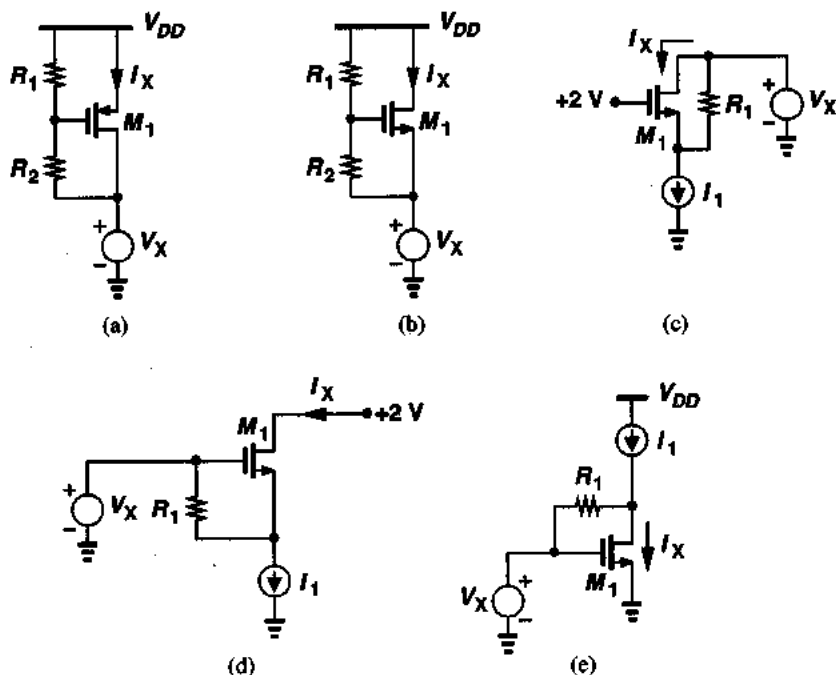 V_DD
I_X
R_1
M_1
R_2
+
−
V_X
(a)
V_DD
I_X
R_1
M_1
R_2
+
−
V_X
(b)
I_X
+2 V
M_1
R_1
+
−
V_X
I_1
(c)
I_X
+2 V
M_1
+
−
V_X
R_1
I_1
(d)
V_DD
I_1
R_1
I_X
M_1
V_X
+
−
(e)